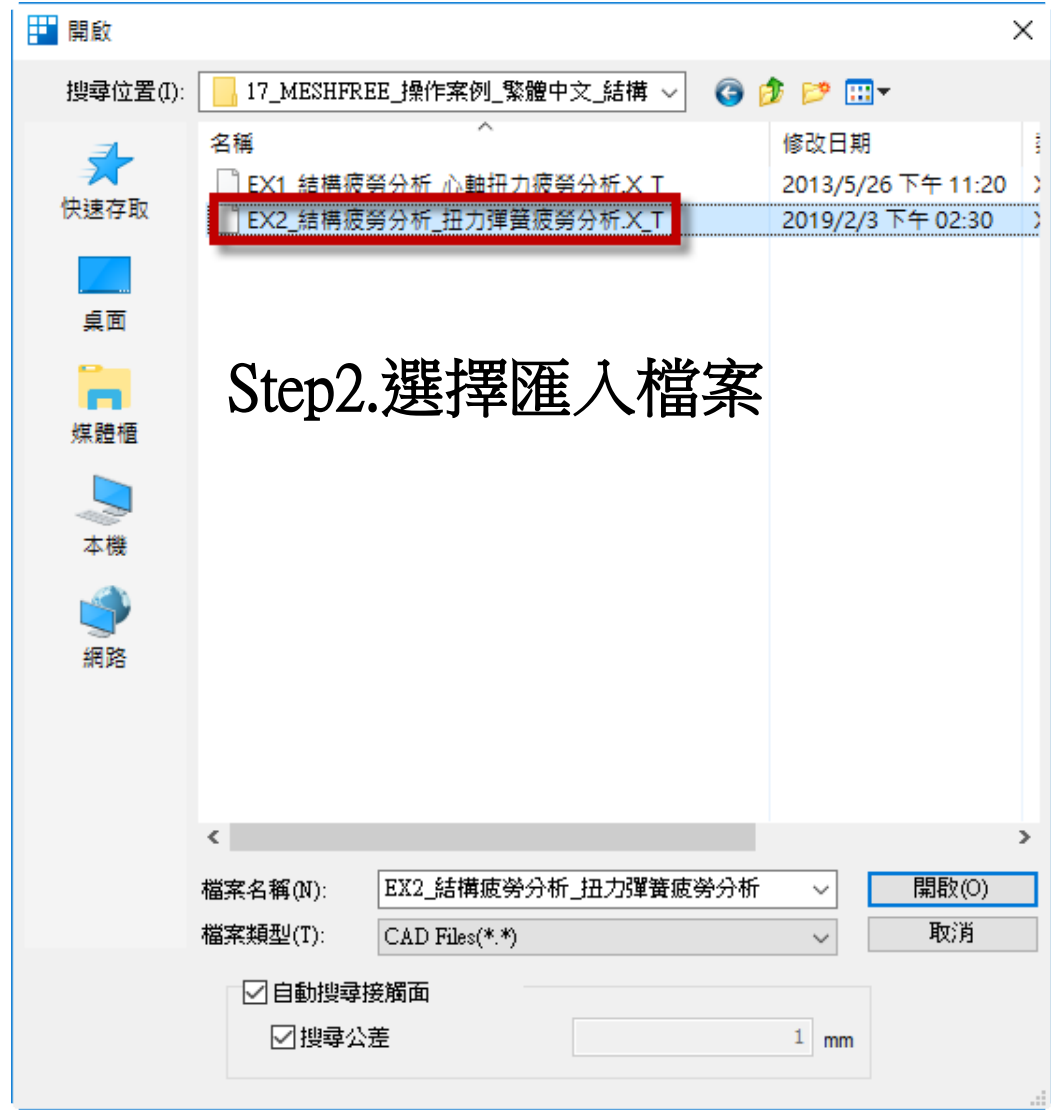 開啟
搜尋位置(I):
17_MESHFREE_操作案例_繁體中文_結構
名稱
修改日期
EX1_結構疲勞分析_心軸扭力疲勞分析.X_T
2013/5/26 下午 11:20
EX2_結構疲勞分析_扭力彈簧疲勞分析.X_T
2019/2/3 下午 02:30
快速存取
桌面
媒體櫃
本機
網路
Step2.選擇匯入檔案
檔案名稱(N):
EX2_結構疲勞分析_扭力彈簧疲勞分析
開啟(O)
檔案類型(T):
CAD Files(*.*)
取消
自動搜尋接觸面
搜尋公差
1 mm